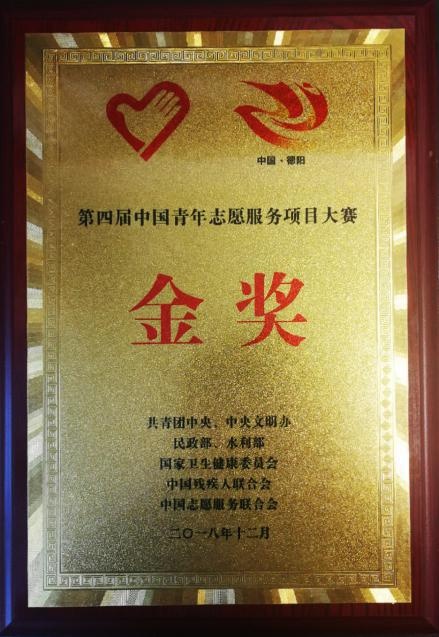 中国·德阳
第四届中国青年志愿服务项目大赛
金奖
共青团中央、中央文明办
民政部、水利部
国家卫生健康委员会
中国残疾人联合会
中国志愿服务联合会
二〇一八年十二月